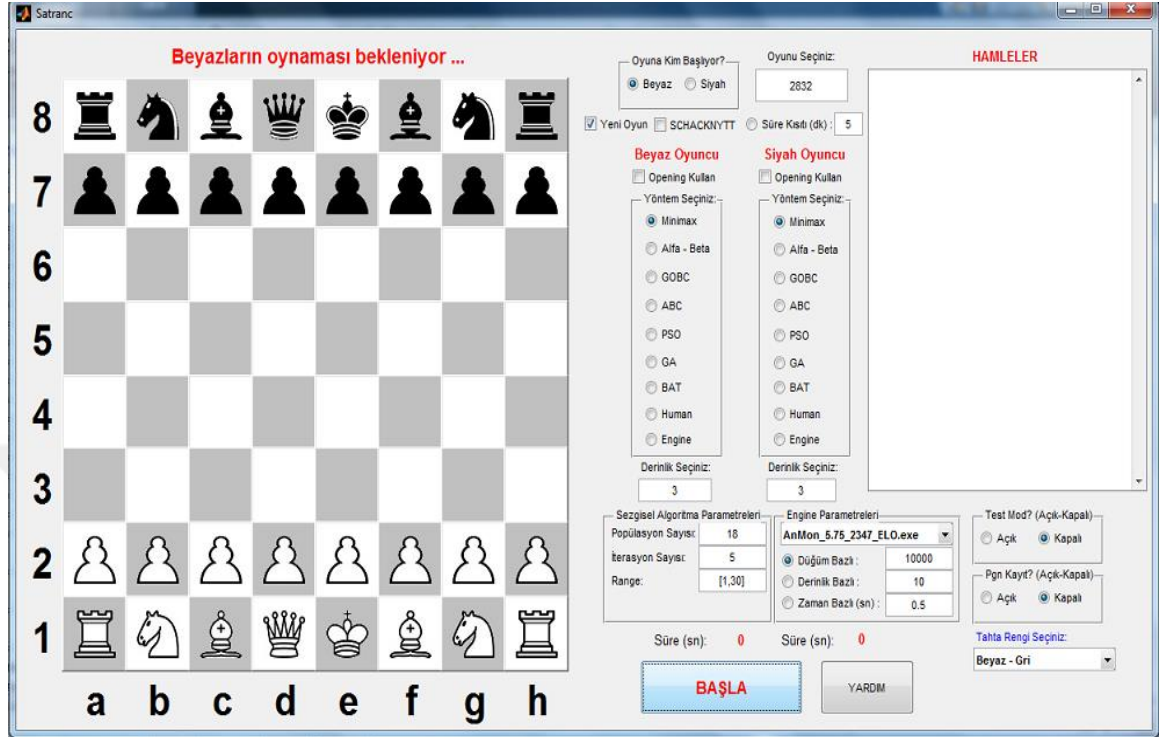 Satranc
Beyazların oynaması bekleniyor ...
8
7
6
5
4
3
2
1
a b c d e f g h
Oyuna Kim Başlıyor?
Beyaz Siyah
Oyunu Seçiniz:
2832
Yeni Oyun SCHACKNYTT Süre Kısıtı (dk) : 5
Beyaz Oyuncu
Opening Kullan
Yöntem Seçiniz:
Minimax
Alfa - Beta
GOBC
ABC
PSO
GA
BAT
Human
Engine
Derinlik Seçiniz:
3
Siyah Oyuncu
Opening Kullan
Yöntem Seçiniz:
Minimax
Alfa - Beta
GOBC
ABC
PSO
GA
BAT
Human
Engine
Derinlik Seçiniz:
3
HAMLELER
Sezgisel Algoritma Parametreleri
Popülasyon Sayısı: 18
İterasyon Sayısı: 5
Range: [1,30]
Engine Parametreleri
AnMon_5.75_2347_ELO.exe
Düğüm Bazlı : 10000
Derinlik Bazlı : 10
Zaman Bazlı (sn) : 0.5
Test Mod? (Açık-Kapalı)
Açık Kapalı
Pgn Kayıt? (Açık-Kapalı)
Açık Kapalı
Süre (sn): 0
Süre (sn): 0
Tahta Rengi Seçiniz:
Beyaz - Gri
BAŞLA
YARDIM